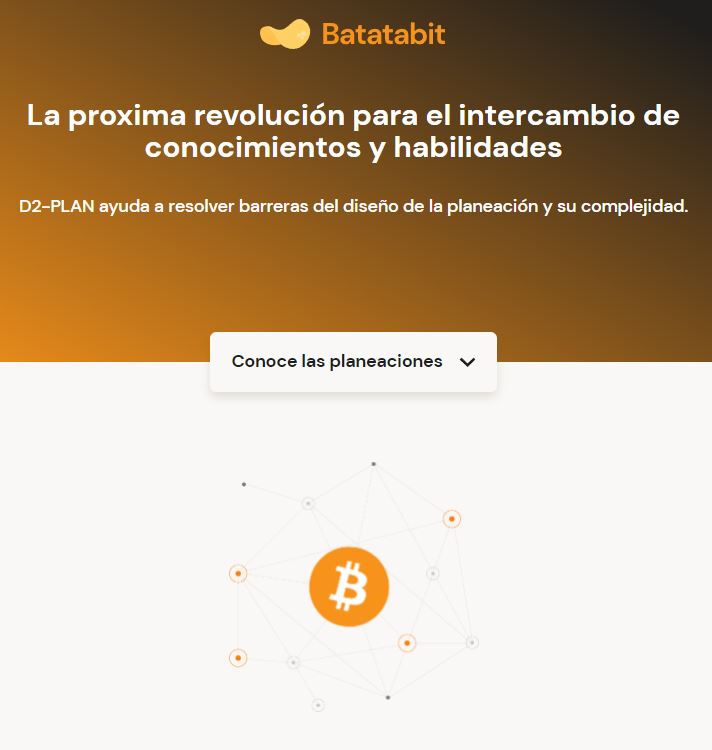 Batatabit
La proxima revolución para el intercambio de
conocimientos y habilidades
D2-PLAN ayuda a resolver barreras del diseño de la planeación y su complejidad.
Conoce las planeaciones